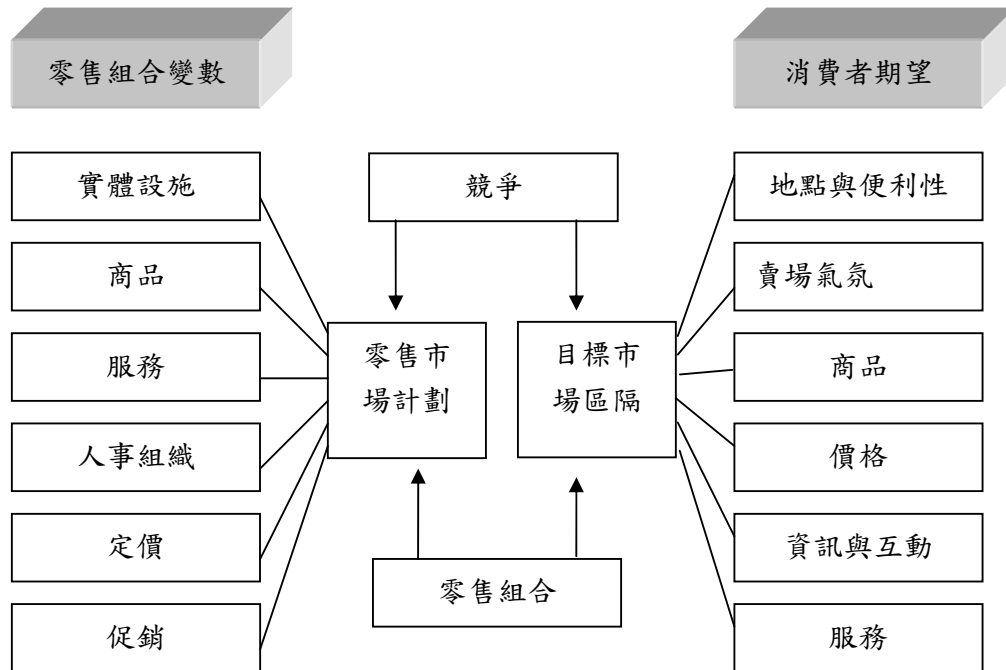 零售組合變數
消費者期望
實體設施
競爭
地點與便利性
商品
賣場氣氛
零售市
場計劃
目標市
場區隔
服務
商品
人事組織
價格
定價
資訊與互動
零售組合
促銷
服務